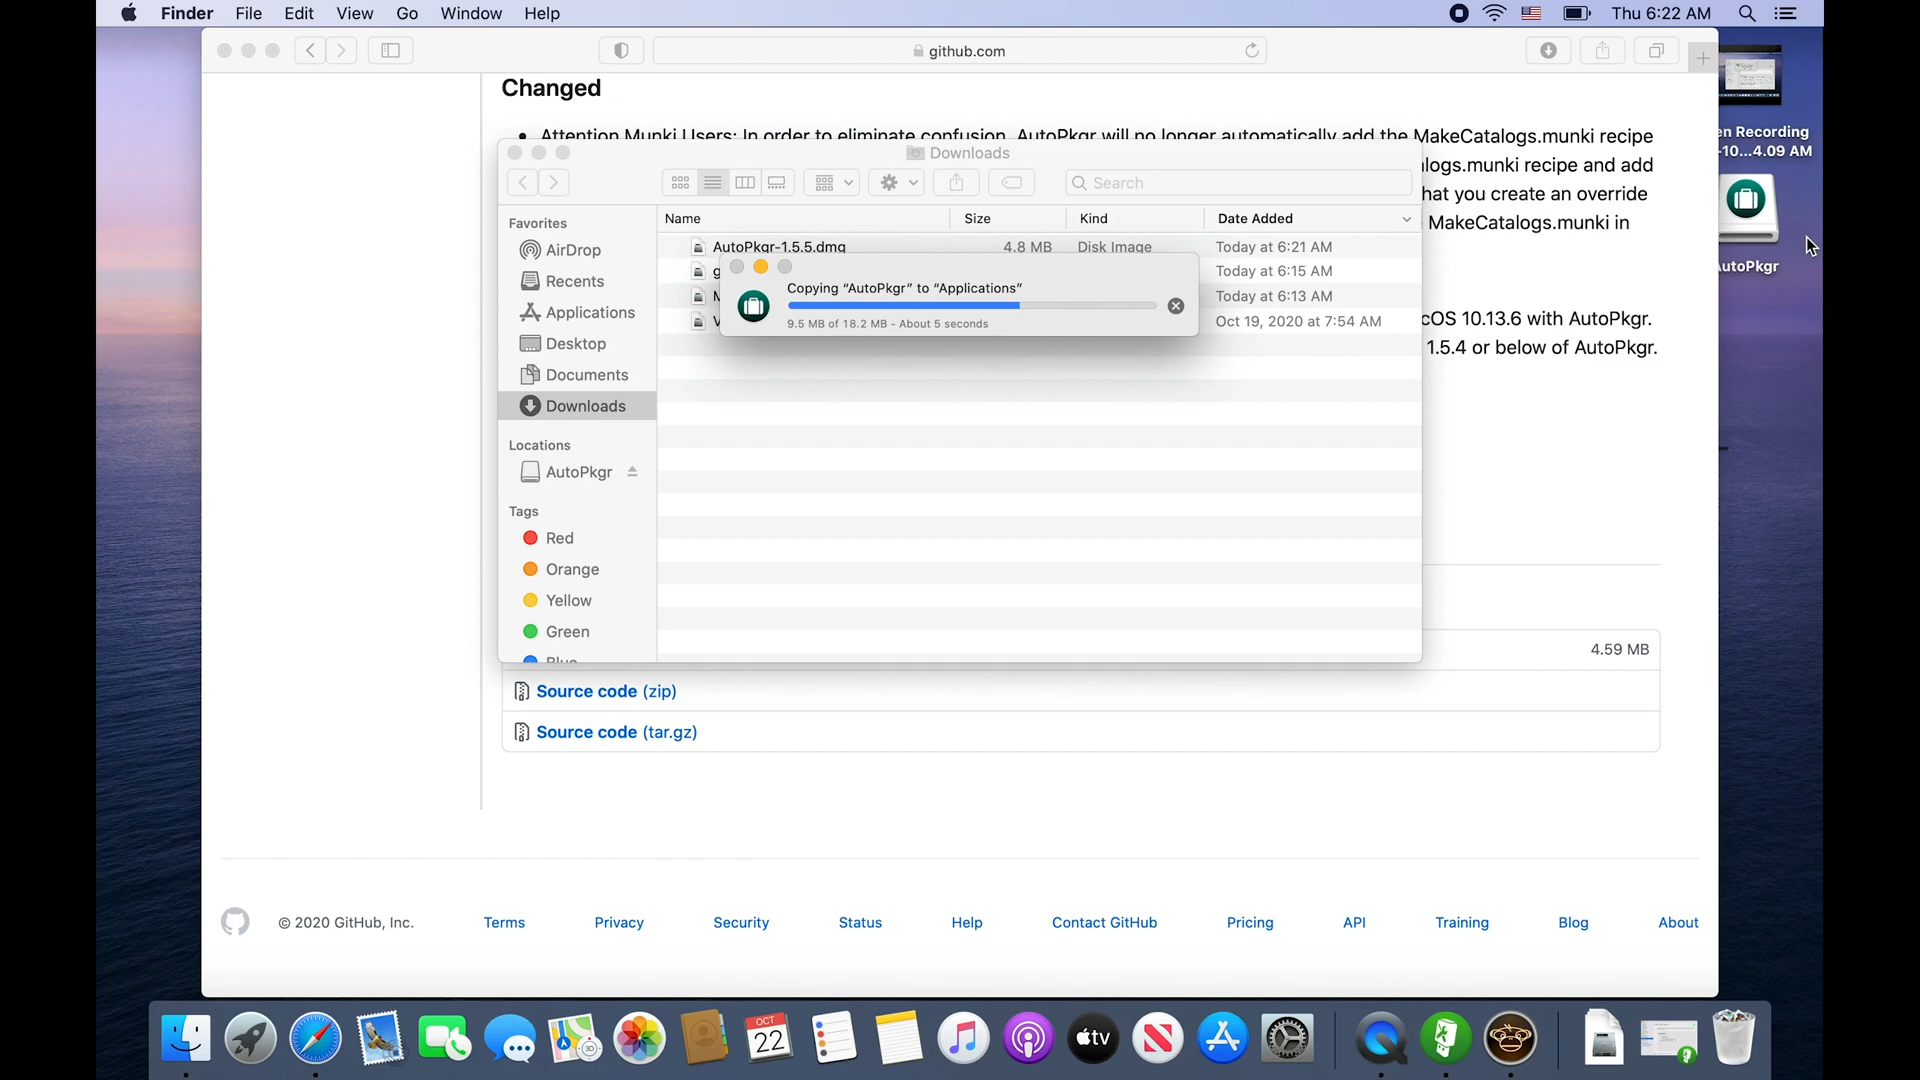 Finder File Edit View Go Window Help Thu 6:22 AM
github.com
Changed
Attention Munki Users: In order to eliminate confusion, AutoPkgr will no longer automatically add the MakeCatalogs.munki recipe
logs.munki recipe and add
hat you create an override
MakeCatalogs.munki in
cOS 10.13.6 with AutoPkgr.
1.5.4 or below of AutoPkgr.
Downloads
Search
Name Size Kind Date Added
AutoPkgr-1.5.5.dmg 4.8 MB Disk Image Today at 6:21 AM
g Today at 6:15 AM
M Today at 6:13 AM
V Oct 19, 2020 at 7:54 AM
Copying “AutoPkgr” to “Applications”
9.5 MB of 18.2 MB - About 5 seconds
Favorites
AirDrop
Recents
Applications
Desktop
Documents
Downloads
Locations
AutoPkgr
Tags
Red
Orange
Yellow
Green
Blue
en Recording
-10...4.09 AM
AutoPkgr
4.59 MB
Source code (zip)
Source code (tar.gz)
© 2020 GitHub, Inc. Terms Privacy Security Status Help Contact GitHub Pricing API Training Blog About
OCT
22
3D
tv